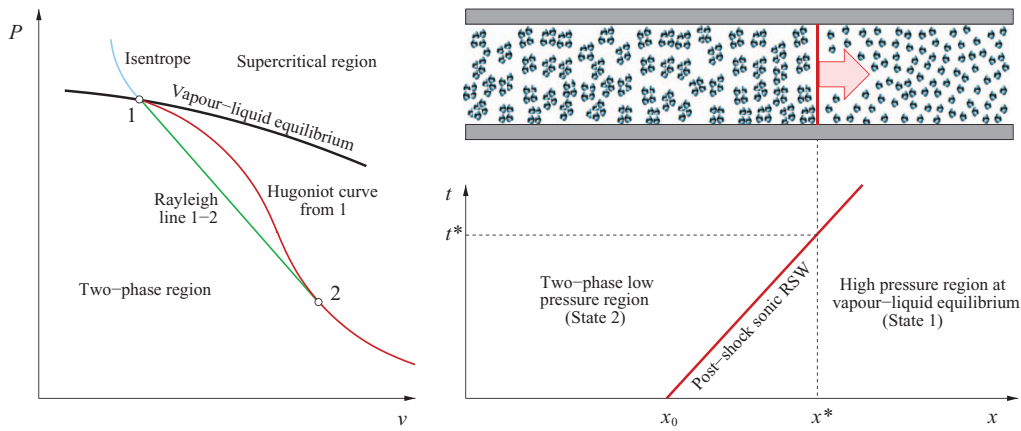 P
Isentrope
Supercritical region
Vapour−liquid equilibrium
1
Rayleigh
line 1−2
Hugoniot curve
from 1
Two−phase region
2
v
t
t*
Two−phase low
pressure region
(State 2)
Post−shock sonic RSW
High pressure region at
vapour−liquid equilibrium
(State 1)
x₀
x*
x